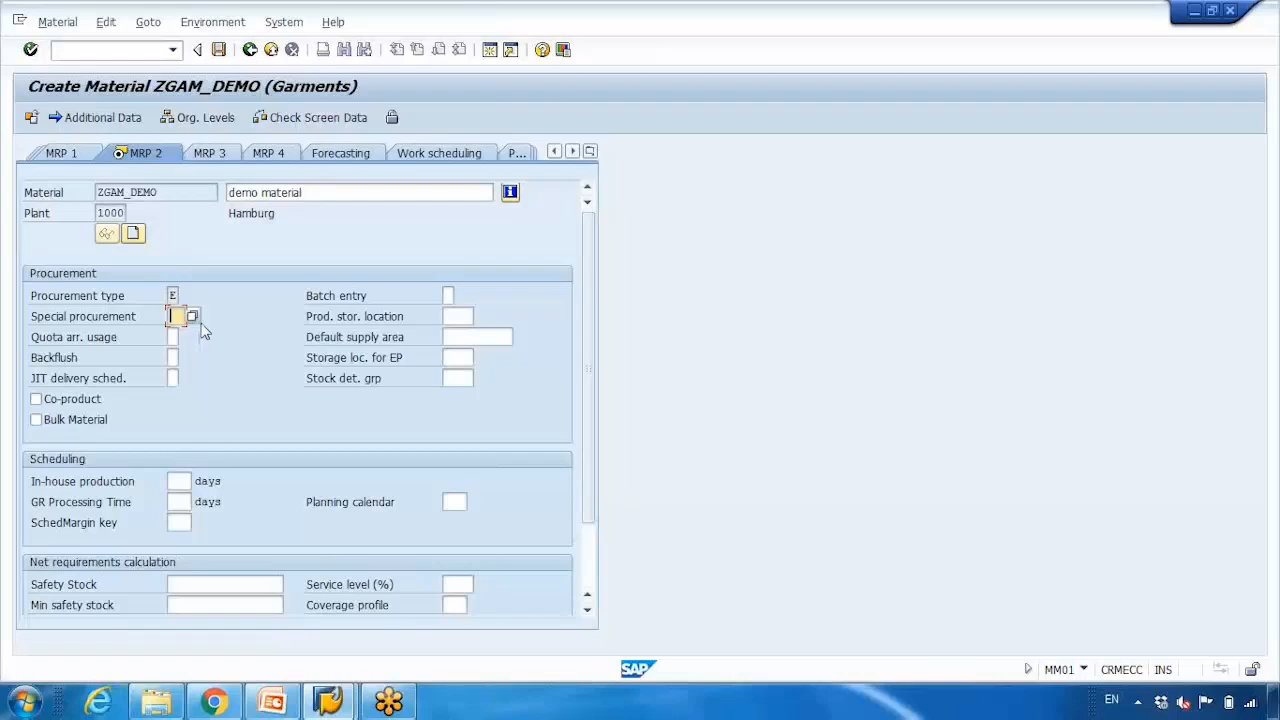 Material Edit Goto Environment System Help
Create Material ZGAM_DEMO (Garments)
Additional Data Org. Levels Check Screen Data
MRP 1 MRP 2 MRP 3 MRP 4 Forecasting Work scheduling P...
Material ZGAM_DEMO demo material
Plant 1000 Hamburg
Procurement
Procurement type E Batch entry
Special procurement Prod. stor. location
Quota arr. usage Default supply area
Backflush Storage loc. for EP
JIT delivery sched. Stock det. grp
Co-product
Bulk Material
Scheduling
In-house production days
GR Processing Time days Planning calendar
SchedMargin key
Net requirements calculation
Safety Stock Service level (%)
Min safety stock Coverage profile
SAP MM01 CRMECC INS
EN